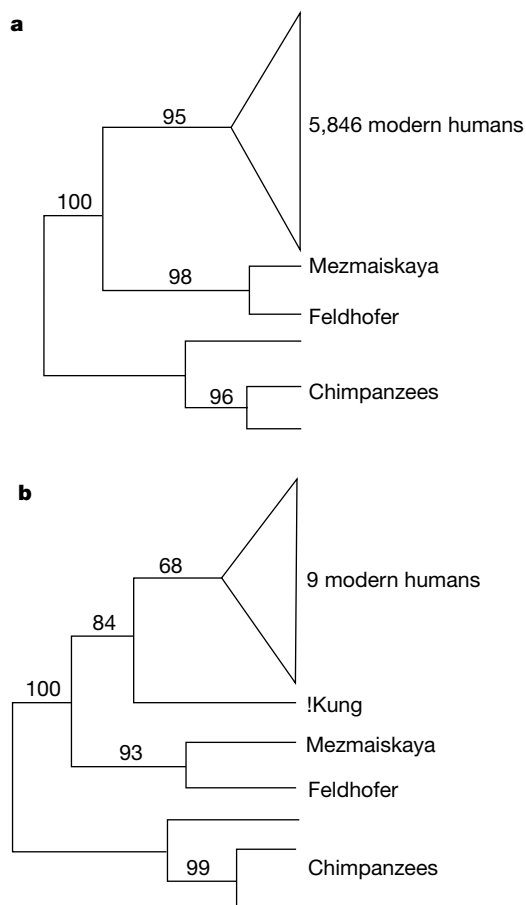 a
95
5,846 modern humans
100
Mezmaiskaya
98
Feldhofer
96
Chimpanzees
b
68
9 modern humans
84
100
!Kung
Mezmaiskaya
93
Feldhofer
99
Chimpanzees